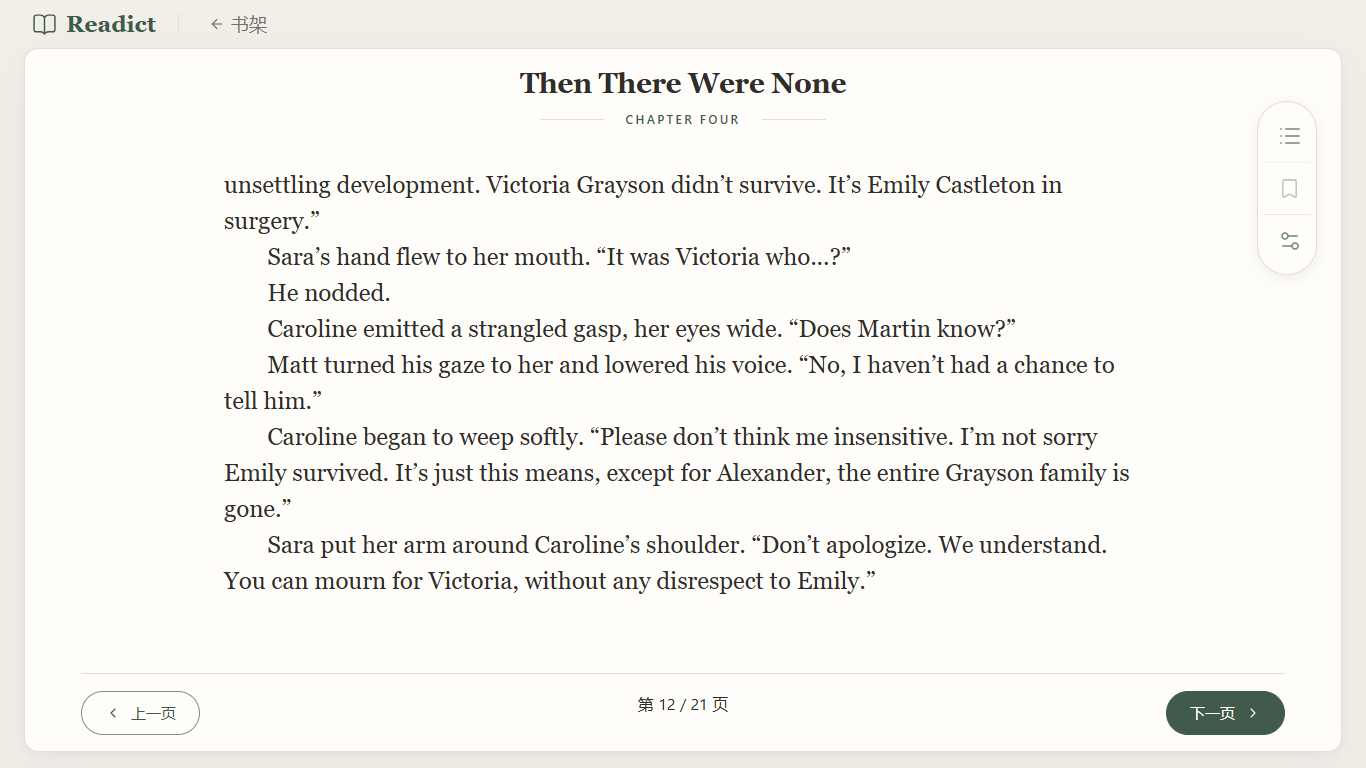 Readict
← 书架
Then There Were None
CHAPTER FOUR
unsettling development. Victoria Grayson didn’t survive. It’s Emily Castleton in
surgery.”
Sara’s hand flew to her mouth. “It was Victoria who...?”
He nodded.
Caroline emitted a strangled gasp, her eyes wide. “Does Martin know?”
Matt turned his gaze to her and lowered his voice. “No, I haven’t had a chance to
tell him.”
Caroline began to weep softly. “Please don’t think me insensitive. I’m not sorry
Emily survived. It’s just this means, except for Alexander, the entire Grayson family is
gone.”
Sara put her arm around Caroline’s shoulder. “Don’t apologize. We understand.
You can mourn for Victoria, without any disrespect to Emily.”
上一页
第 12 / 21 页
下一页